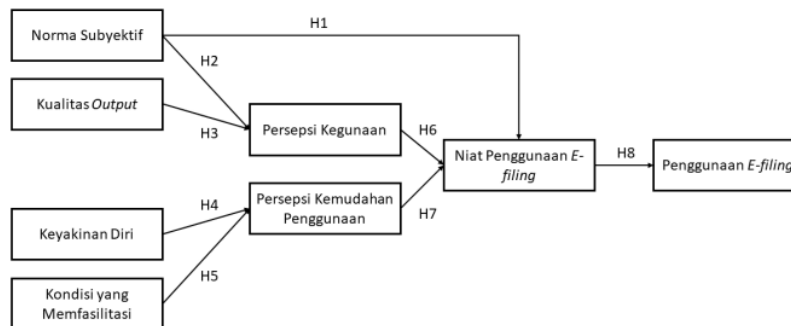 Norma Subyektif
H1
H2
Kualitas Output
H3
Persepsi Kegunaan
H6
Niat Penggunaan E-
filing
H8
Penggunaan E-filing
Persepsi Kemudahan
Penggunaan
H7
Keyakinan Diri
H4
H5
Kondisi yang
Memfasilitasi